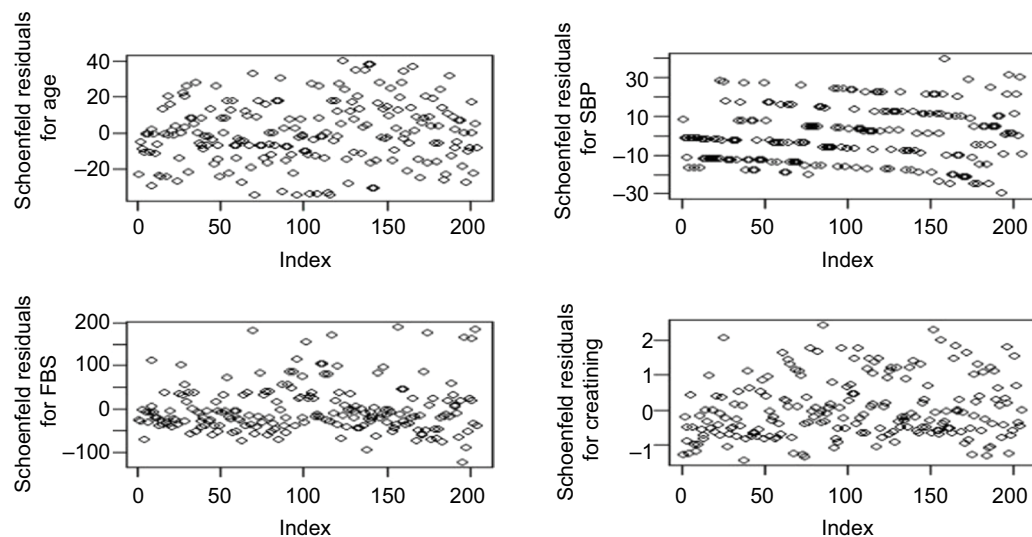 Schoenfeld residuals
for age
40
20
0
–20
0 50 100 150 200
Index
Schoenfeld residuals
for SBP
30
10
–10
–30
0 50 100 150 200
Index
Schoenfeld residuals
for FBS
200
100
0
–100
0 50 100 150 200
Index
Schoenfeld residuals
for creatining
2
1
0
–1
0 50 100 150 200
Index